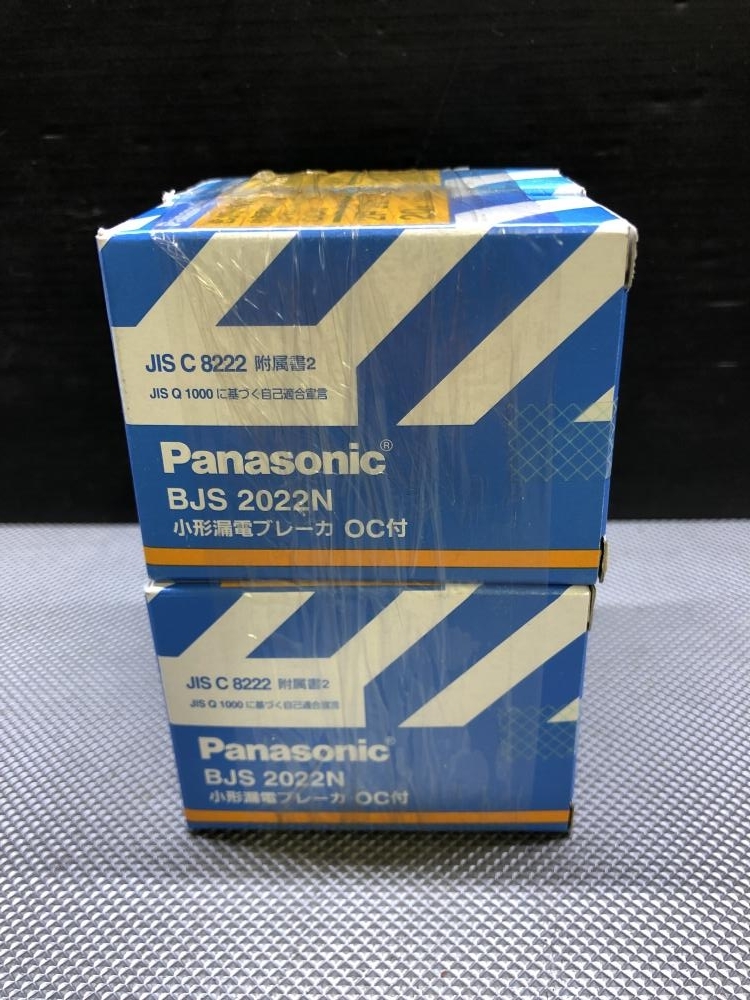 JIS C 8222 附属書2
JIS Q 1000 に基づく自己適合宣言
Panasonic®
BJS 2022N
小形漏電ブレーカ OC付
JIS C 8222 附属書2
JIS Q 1000 に基づく自己適合宣言
Panasonic®
BJS 2022N
小形漏電ブレーカ OC付